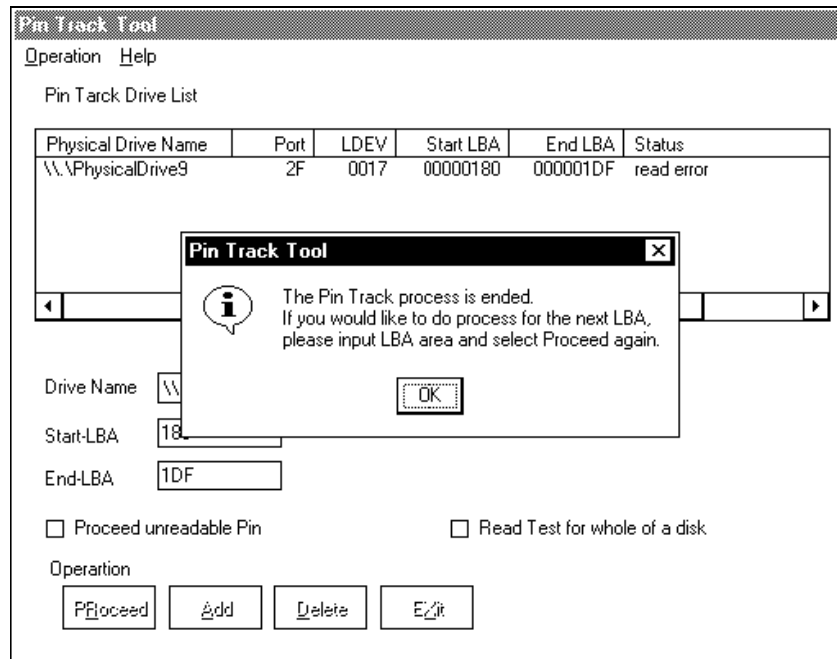 Pin Track Tool
Operation Help
Pin Tarck Drive List
Physical Drive Name Port LDEV Start LBA End LBA Status
\\.\PhysicalDrive9 2F 0017 00000180 000001DF read error
Pin Track Tool
The Pin Track process is ended.
If you would like to do process for the next LBA,
please input LBA area and select Proceed again.
OK
Drive Name \\
Start-LBA 18
End-LBA 1DF
Proceed unreadable Pin Read Test for whole of a disk
Operartion
PRoceed Add Delete EXit